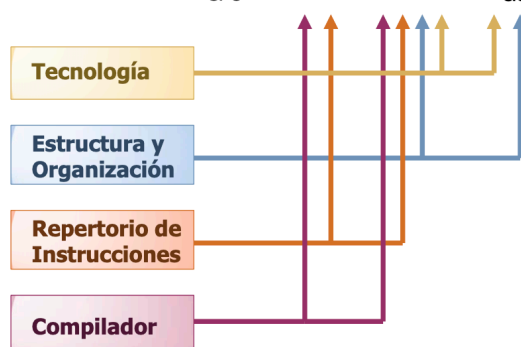 Tecnología
Estructura y
Organización
Repertorio de
Instrucciones
Compilador